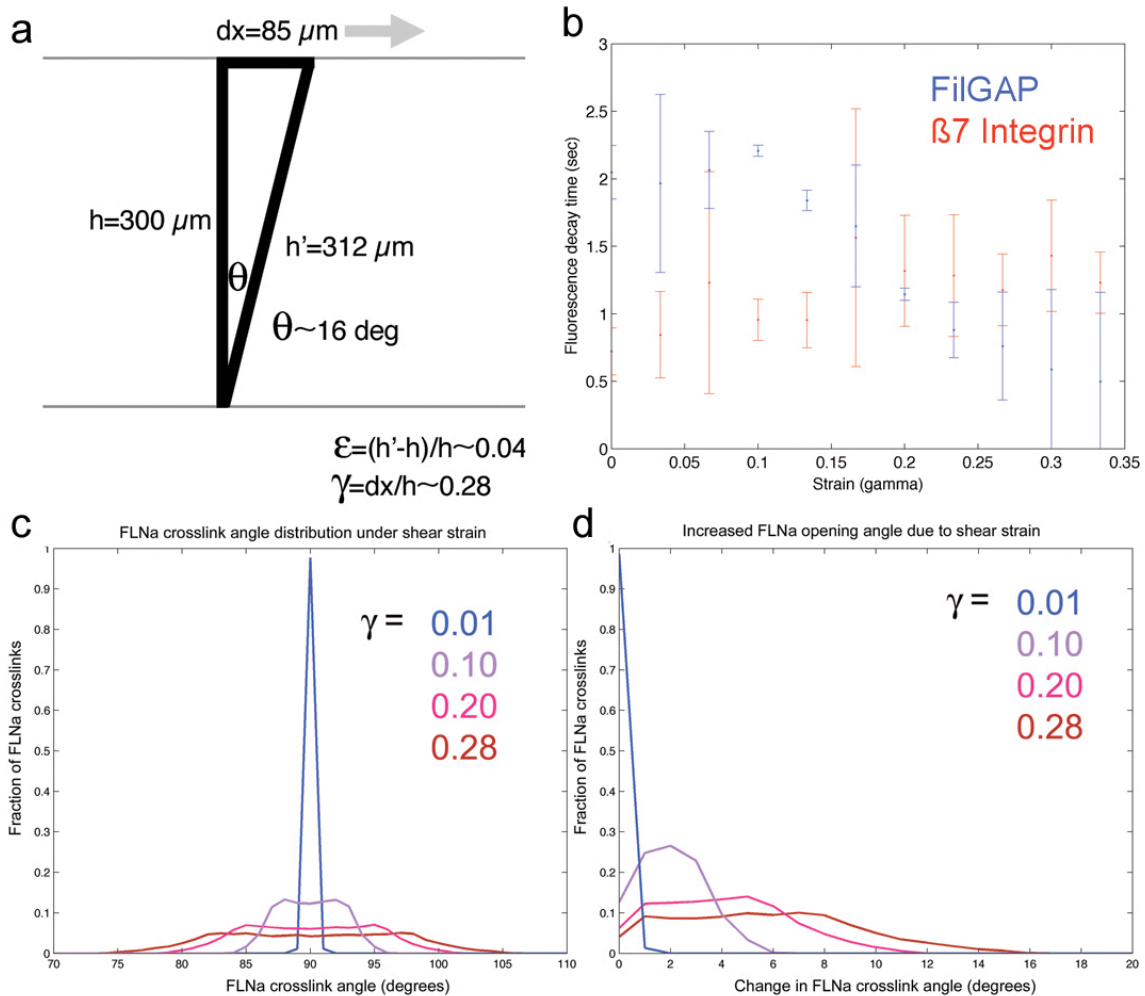 a
dx=85 µm
h=300 µm
θ
h'=312 µm
θ~16 deg
ε=(h'-h)/h~0.04
γ=dx/h~0.28
b
FilGAP
ß7 Integrin
Fluorescence decay time (sec)
3
2.5
2
1.5
1
0.5
0
0 0.05 0.1 0.15 0.2 0.25 0.3 0.35
Strain (gamma)
c
FLNa crosslink angle distribution under shear strain
γ = 0.01
0.10
0.20
0.28
Fraction of FLNa crosslinks
1
0.9
0.8
0.7
0.6
0.5
0.4
0.3
0.2
0.1
0
70 75 80 85 90 95 100 105 110
FLNa crosslink angle (degrees)
d
Increased FLNa opening angle due to shear strain
γ = 0.01
0.10
0.20
0.28
Fraction of FLNa crosslinks
1
0.9
0.8
0.7
0.6
0.5
0.4
0.3
0.2
0.1
0
0 2 4 6 8 10 12 14 16 18 20
Change in FLNa crosslink angle (degrees)